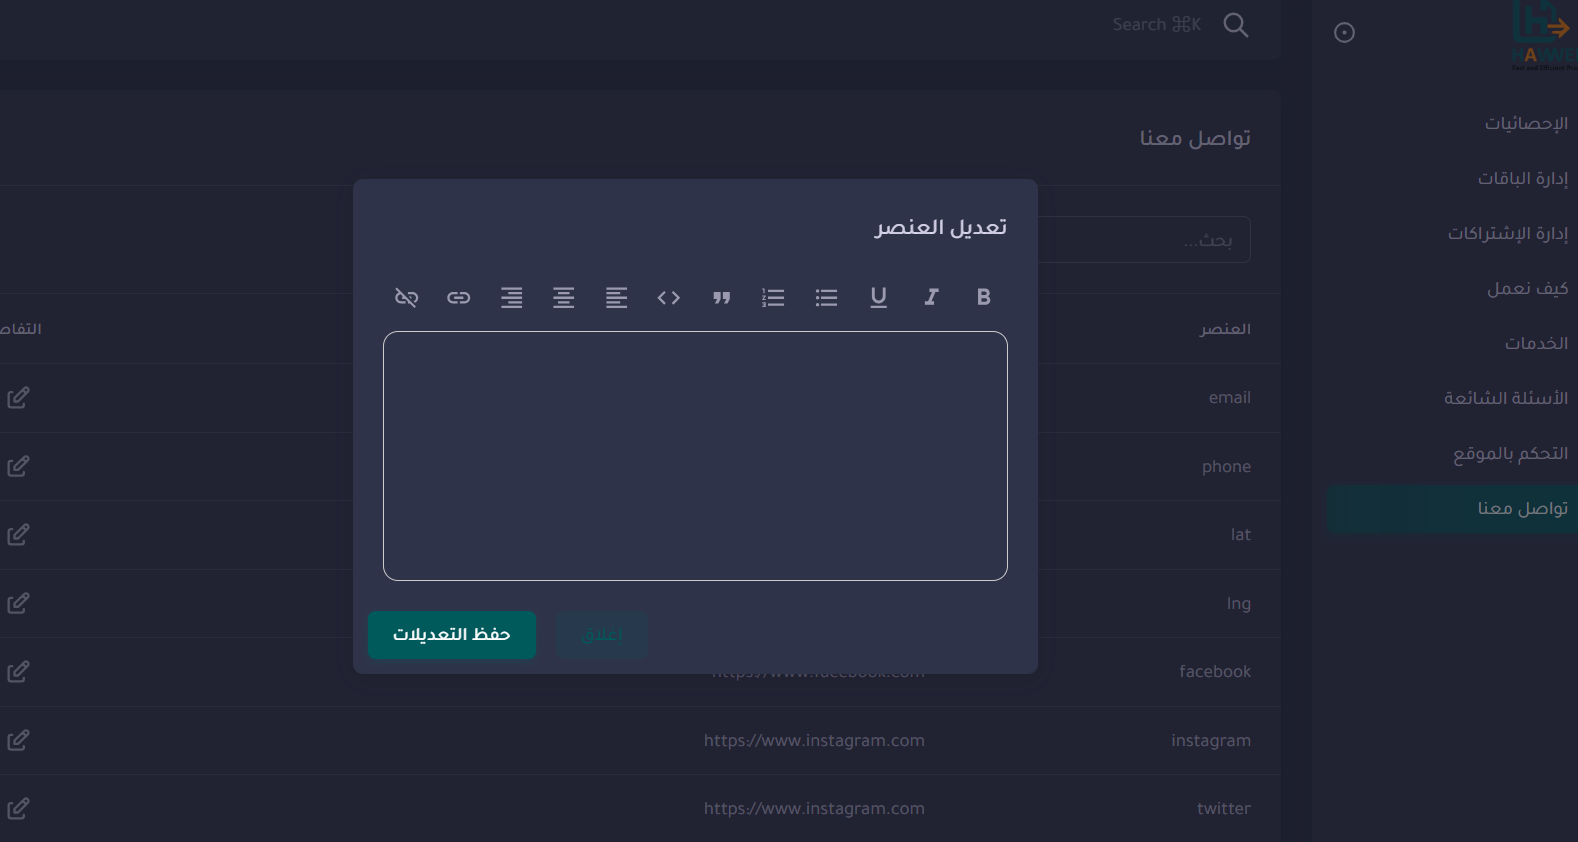 Search ⌘K
الإحصائيات
إدارة الباقات
إدارة الإشتراكات
كيف نعمل
الخدمات
الأسئلة الشائعة
التحكم بالموقع
تواصل معنا
تواصل معنا
بحث...
العنصر
email
phone
lat
lng
facebook https://www.facebook.com
instagram https://www.instagram.com
twitter https://www.instagram.com
تعديل العنصر
إغلاق
حفظ التعديلات